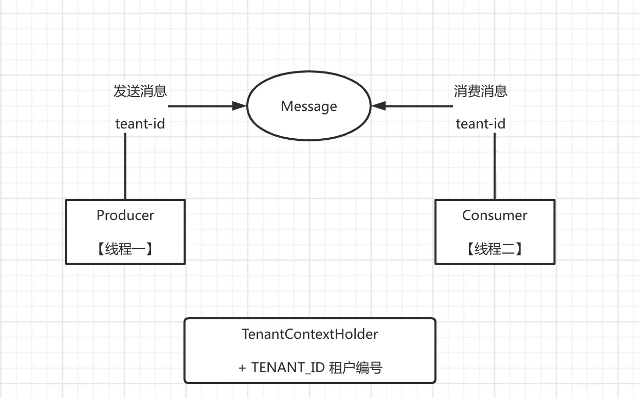 发送消息
消费消息
Message
teant-id
teant-id
Producer
【线程一】
Consumer
【线程二】
TenantContextHolder
+ TENANT_ID 租户编号